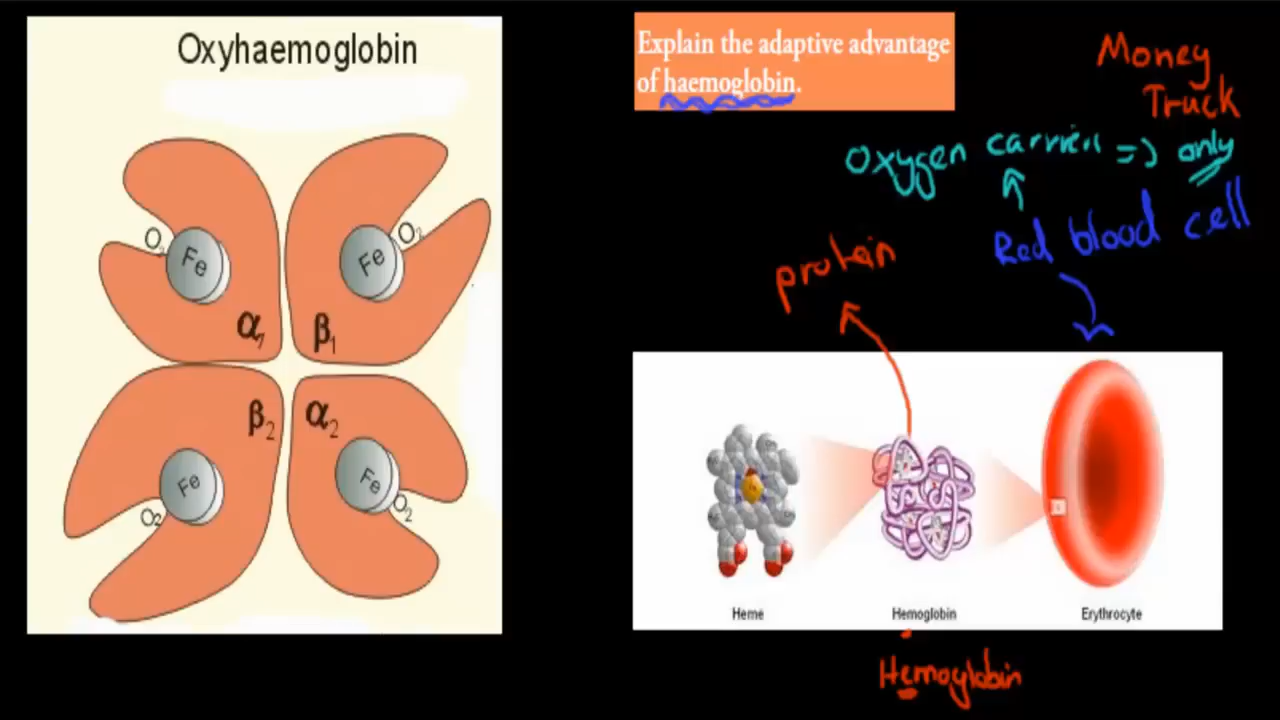 Oxyhaemoglobin
O2
Fe
α1
O2
Fe
β1
β2
Fe
O2
α2
Fe
O2
Explain the adaptive advantage
of haemoglobin.
Money
Truck
Oxygen carrier => only
Red blood cell
protein
Heme
Hemoglobin
Erythrocyte
Hemoglobin